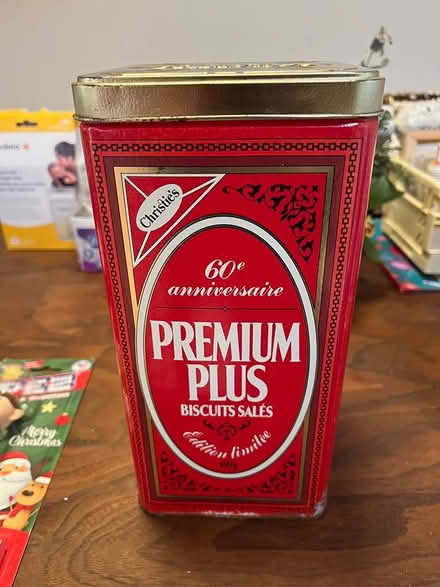 Christie's
60e
anniversaire
PREMIUM
PLUS
BISCUITS SALÉS
Édition limitée
Merry
Christmas